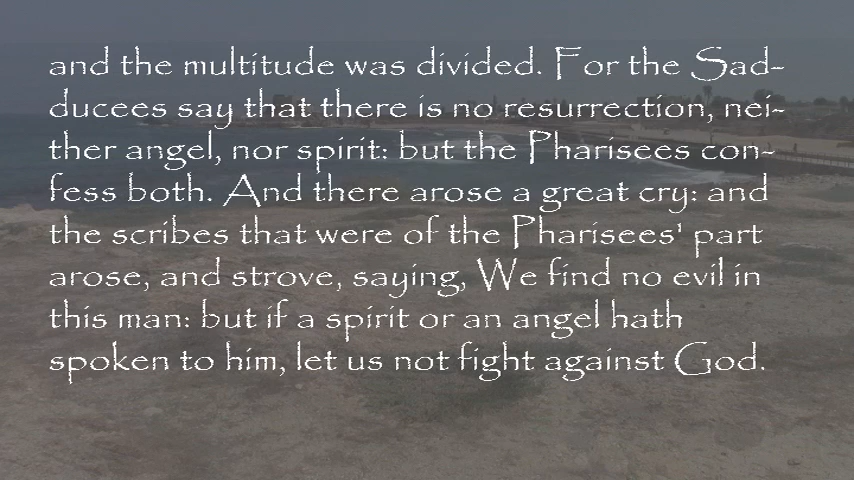 and the multitude was divided. For the Sad-
ducees say that there is no resurrection, nei-
ther angel, nor spirit: but the Pharisees con-
fess both. And there arose a great cry: and
the scribes that were of the Pharisees' part
arose, and strove, saying, We find no evil in
this man: but if a spirit or an angel hath
spoken to him, let us not fight against God.